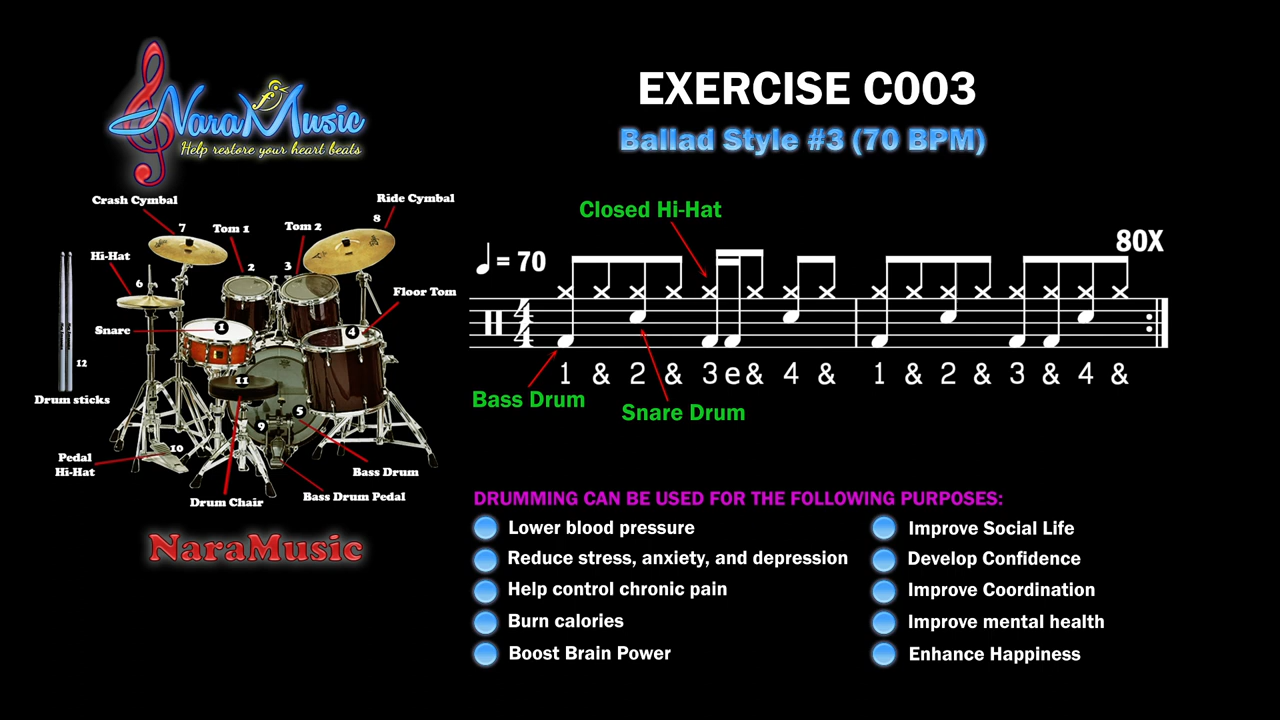 EXERCISE C003
Ballad Style #3 (70 BPM)
NaraMusic
Help restore your heart beats
Crash Cymbal
Ride Cymbal
7
8
Tom 1
Tom 2
Hi-Hat
2
3
6
Floor Tom
Snare
1
4
12
11
Drum sticks
5
9
10
Pedal
Hi-Hat
Bass Drum
Bass Drum Pedal
Drum Chair
NaraMusic
Closed Hi-Hat
80X
= 70
4
4
1 & 2 & 3 e & 4 & 1 & 2 & 3 & 4 &
Bass Drum
Snare Drum
DRUMMING CAN BE USED FOR THE FOLLOWING PURPOSES:
Lower blood pressure
Reduce stress, anxiety, and depression
Help control chronic pain
Burn calories
Boost Brain Power
Improve Social Life
Develop Confidence
Improve Coordination
Improve mental health
Enhance Happiness